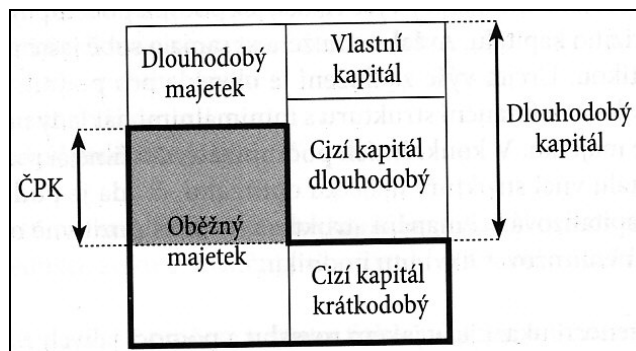 Dlouhodobý
majetek
Vlastní
kapitál
Dlouhodobý
kapitál
ČPK
Cizí kapitál
dlouhodobý
Oběžný
majetek
Cizí kapitál
krátkodobý